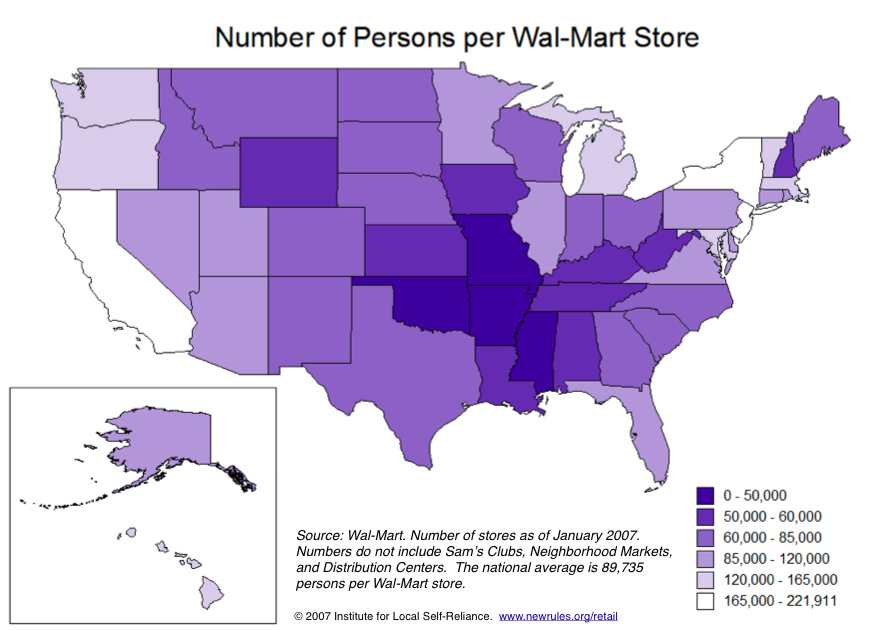 Number of Persons per Wal-Mart Store
0 - 50,000
50,000 - 60,000
60,000 - 85,000
85,000 - 120,000
120,000 - 165,000
165,000 - 221,911
Source: Wal-Mart. Number of stores as of January 2007.
Numbers do not include Sam's Clubs, Neighborhood Markets,
and Distribution Centers. The national average is 89,735
persons per Wal-Mart store.
© 2007 Institute for Local Self-Reliance. www.newrules.org/retail